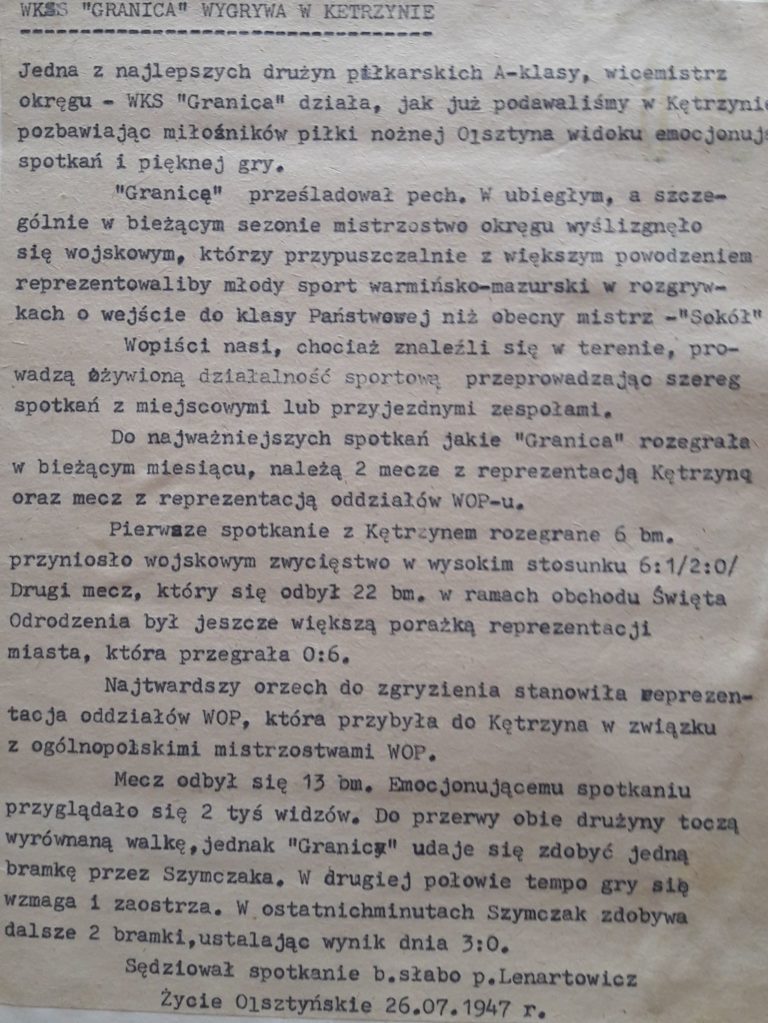 WKSS "GRANICA" WYGRYWA W KETRZYNIE
Jedna z najlepszych drużyn piłkarskich A-klasy, wicemistrz
okręgu - WKS "Granica" działa, jak już podawaliśmy w Kętrzynie
pozbawiając miłośników piłki nożnej Olsztyna widoku emocjonują
spotkań i pięknej gry.
"Granicę" prześladował pech. W ubiegłym, a szcze-
gólnie w bieżącym sezonie mistrzostwo okręgu wyślizgnęło
się wojskowym, którzy przypuszczalnie z większym powodzeniem
reprezentowaliby młody sport warmińsko-mazurski w rozgryw-
kach o wejście do klasy Państwowej niż obecny mistrz -"Sokół"
Wopiści nasi, chociaż znaleźli się w terenie, pro-
wadzą ożywioną działalność sportową przeprowadzając szereg
spotkań z miejscowymi lub przyjezdnymi zespołami.
Do najważniejszych spotkań jakie "Granica" rozegrała
w bieżącym miesiącu, należą 2 mecze z reprezentacją Kętrzynq
oraz mecz z reprezentacją oddziałów WOP-u.
Pierwsze spotkanie z Kętrzynem rozegrane 6 bm.
przyniosło wojskowym zwycięstwo w wysokim stosunku 6:1/2:0/
Drugi mecz, który się odbył 22 bm. w ramach obchodu Święta
Odrodzenia był jeszcze większą porażką reprezentacji
miasta, która przegrała 0:6.
Najtwardszy orzech do zgryzienia stanowiła reprezen-
tacja oddziałów WOP, która przybyła do Kętrzyna w związku
z ogólnopolskimi mistrzostwami WOP.
Mecz odbył się 13 bm. Emocjonującemu spotkaniu
przyglądało się 2 tyś widzów. Do przerwy obie drużyny toczą
wyrównaną walkę,jednak "Granicy" udaje się zdobyć jedną
bramkę przez Szymczaka. W drugiej połowie tempo gry się
wzmaga i zaostrza. W ostatnichminutach Szymczak zdobywa
dalsze 2 bramki,ustalając wynik dnia 3:0.
Sędziował spotkanie b.słabo p.Lenartowicz
Życie Olsztyńskie 26.07.1947 r.